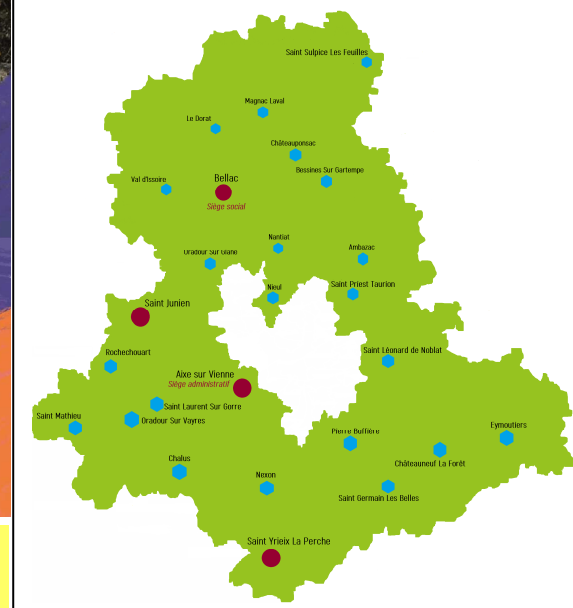 Saint Sulpice Les Feuilles
Magnac Laval
Le Dorat
Châteauponsac
Bessines Sur Gartempe
Val d'Issoire
Bellac
Siège social
Nantiat
Oradour Sur Glane
Ambazac
Nieul
Saint Priest Taurion
Saint Junien
Rochechouart
Saint Léonard de Noblat
Aixe sur Vienne
Siège administratif
Saint Laurent Sur Gorre
Saint Mathieu
Oradour Sur Vayres
Pierre Buffière
Eymoutiers
Chalus
Châteauneuf La Forêt
Nexon
Saint Germain Les Belles
Saint Yrieix La Perche